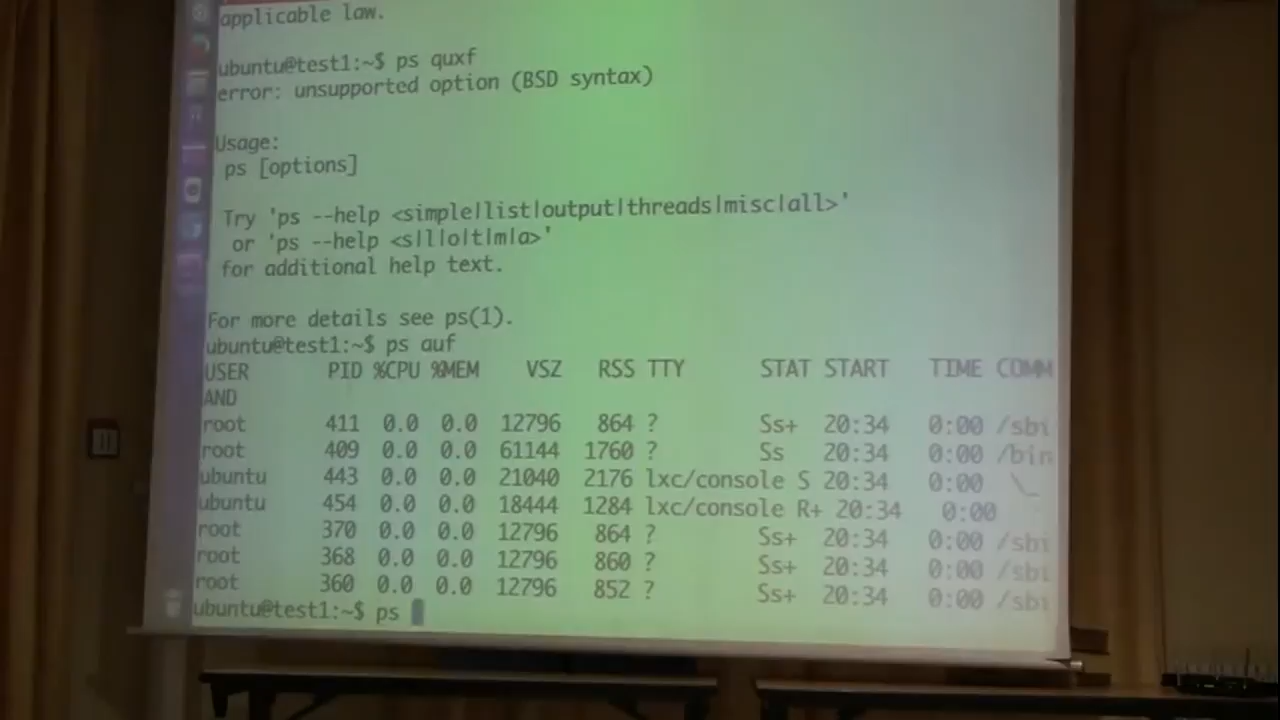 applicable law.
ubuntu@test1:~$ ps quxf
error: unsupported option (BSD syntax)
Usage:
ps [options]
Try 'ps --help <simple|list|output|threads|misc|all>'
or 'ps --help <s|l|o|t|m|a>'
for additional help text.
For more details see ps(1).
ubuntu@test1:~$ ps auf
USER PID %CPU %MEM VSZ RSS TTY STAT START TIME COMM
AND
root 411 0.0 0.0 12796 864 ? Ss+ 20:34 0:00 /sbi
root 409 0.0 0.0 61144 1760 ? Ss 20:34 0:00 /bin
ubuntu 443 0.0 0.0 21040 2176 lxc/console S 20:34 0:00 \_
ubuntu 454 0.0 0.0 18444 1284 lxc/console R+ 20:34 0:00
root 370 0.0 0.0 12796 864 ? Ss+ 20:34 0:00 /sbi
root 368 0.0 0.0 12796 860 ? Ss+ 20:34 0:00 /sbi
root 360 0.0 0.0 12796 852 ? Ss+ 20:34 0:00 /sbi
ubuntu@test1:~$ ps